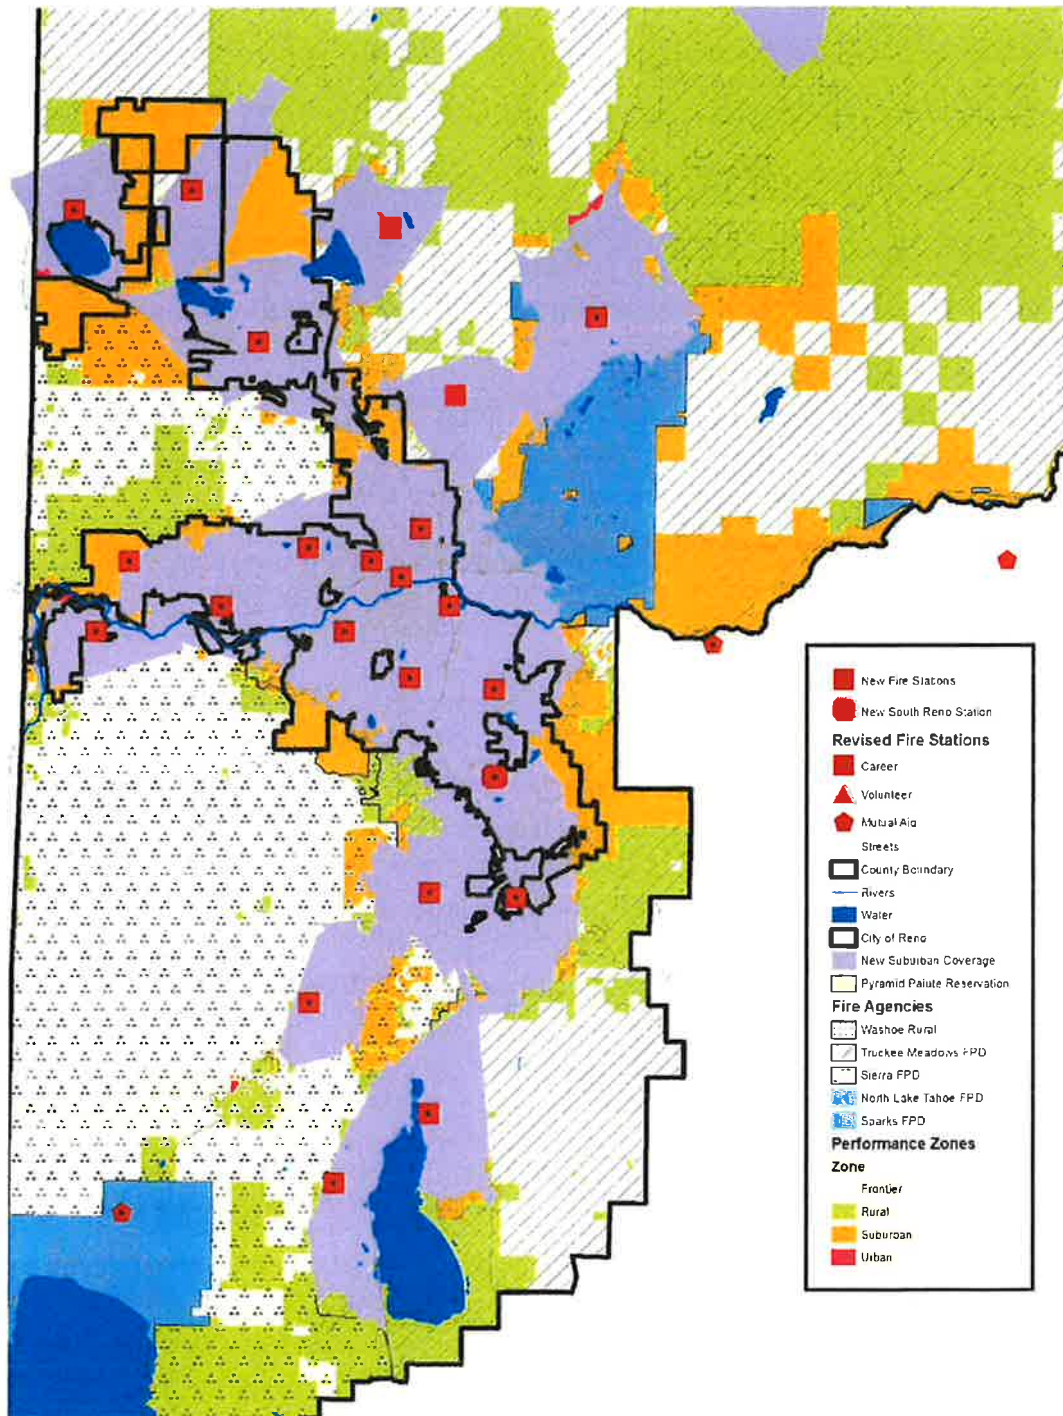 New Fire Stations
New South Reno Station
Revised Fire Stations
Career
Volunteer
Mutual Aid
Streets
County Boundary
Rivers
Water
City of Reno
New Suburban Coverage
Pyramid Paiute Reservation
Fire Agencies
Washoe Rural
Truckee Meadows FPD
Sierra FPD
North Lake Tahoe FPD
Sparks FPD
Performance Zones
Zone
Frontier
Rural
Suburban
Urban